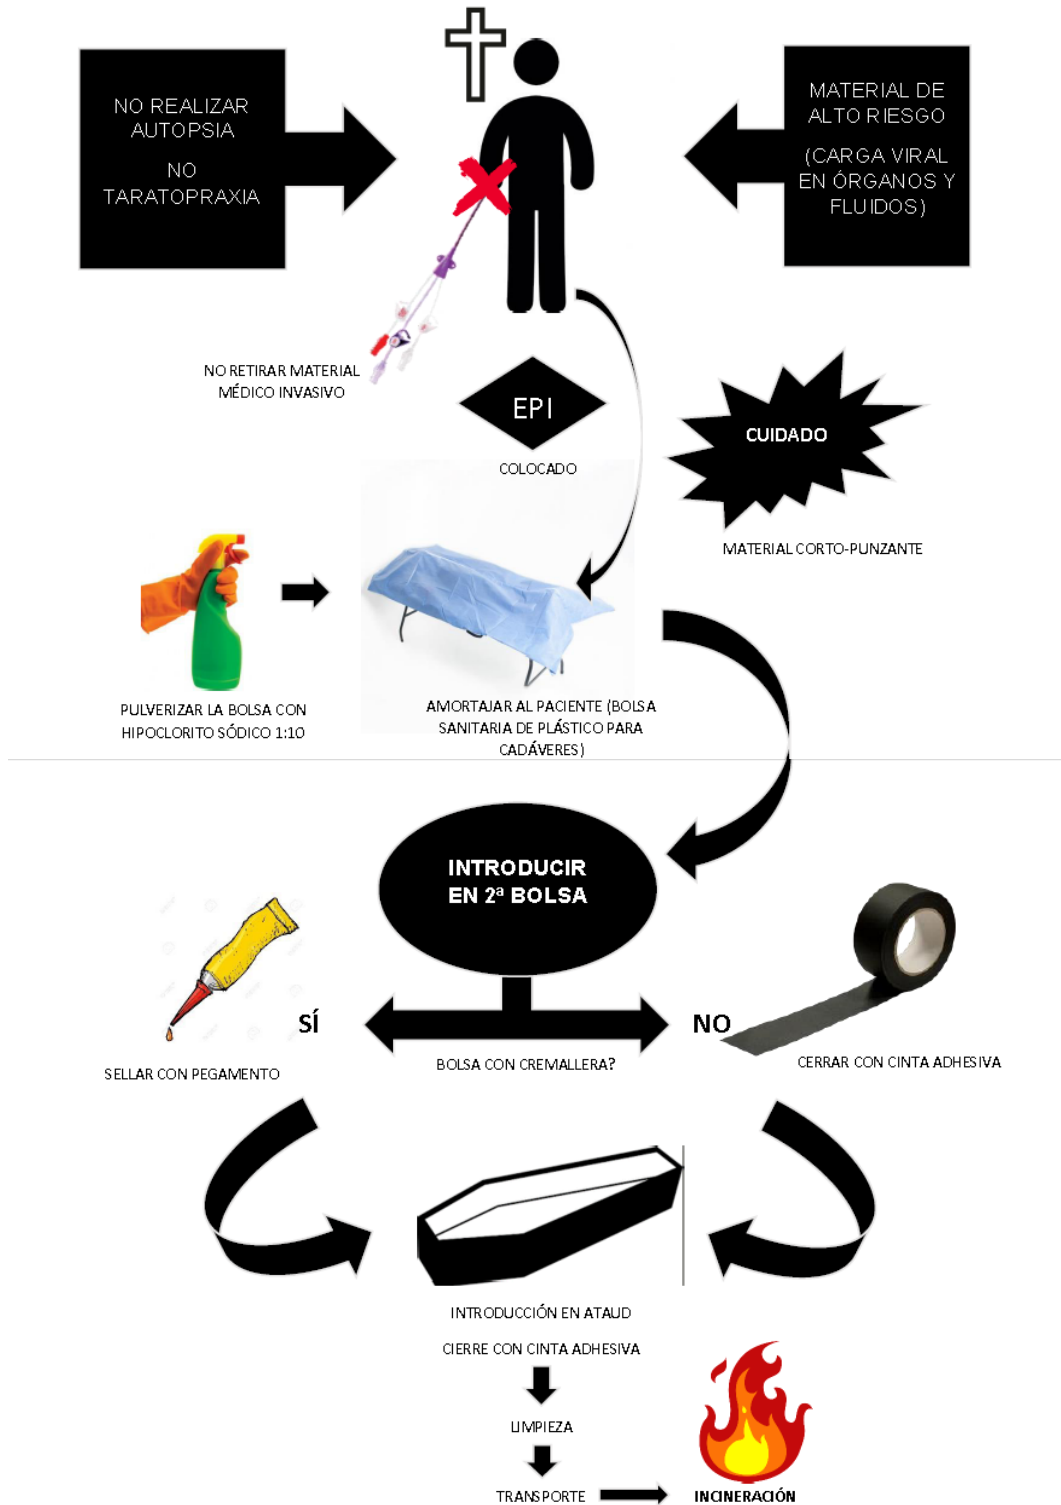 NO REALIZAR
AUTOPSIA
NO
TARATOPRAXIA
MATERIAL DE
ALTO RIESGO
(CARGA VIRAL
EN ÓRGANOS Y
FLUIDOS)
NO RETIRAR MATERIAL
MÉDICO INVASIVO
EPI
COLOCADO
CUIDADO
MATERIAL CORTO-PUNZANTE
PULVERIZAR LA BOLSA CON
HIPOCLORITO SÓDICO 1:10
AMORTAJAR AL PACIENTE (BOLSA
SANITARIA DE PLÁSTICO PARA
CADÁVERES)
INTRODUCIR
EN 2ª BOLSA
SÍ
NO
BOLSA CON CREMALLERA?
SELLAR CON PEGAMENTO
CERRAR CON CINTA ADHESIVA
INTRODUCCIÓN EN ATAUD
CIERRE CON CINTA ADHESIVA
LIMPIEZA
TRANSPORTE
INCINERACIÓN